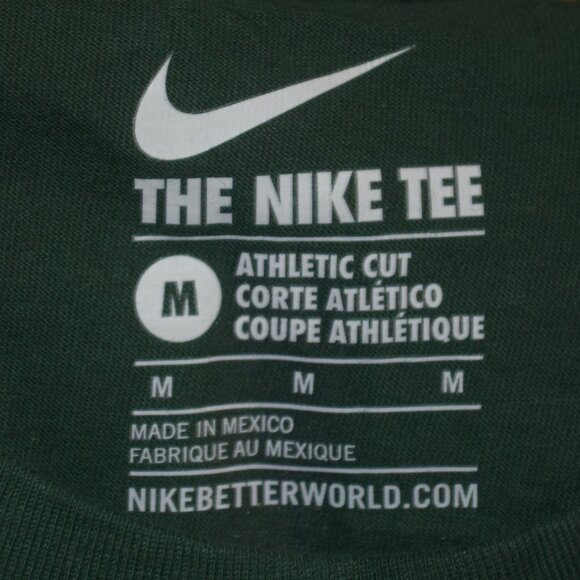 THE NIKE TEE
M
ATHLETIC CUT
CORTE ATLÉTICO
COUPE ATHLÉTIQUE
M M M
MADE IN MEXICO
FABRIQUE AU MEXIQUE
NIKEBETTERWORLD.COM